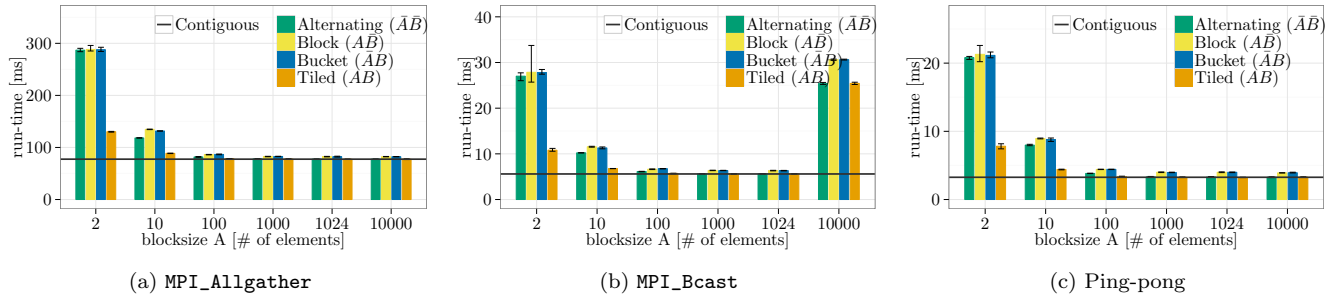 Contiguous
Alternating (ĀB̄)
Block (AB̄)
Bucket (ĀB)
Tiled (AB)
run-time [ms]
300
200
100
0
2 10 100 1000 1024 10000
blocksize A [# of elements]
(a) MPI_Allgather
Contiguous
Alternating (ĀB̄)
Block (AB̄)
Bucket (ĀB)
Tiled (AB)
run-time [ms]
40
30
20
10
0
2 10 100 1000 1024 10000
blocksize A [# of elements]
(b) MPI_Bcast
Contiguous
Alternating (ĀB̄)
Block (AB̄)
Bucket (ĀB)
Tiled (AB)
run-time [ms]
20
10
0
2 10 100 1000 1024 10000
blocksize A [# of elements]
(c) Ping-pong